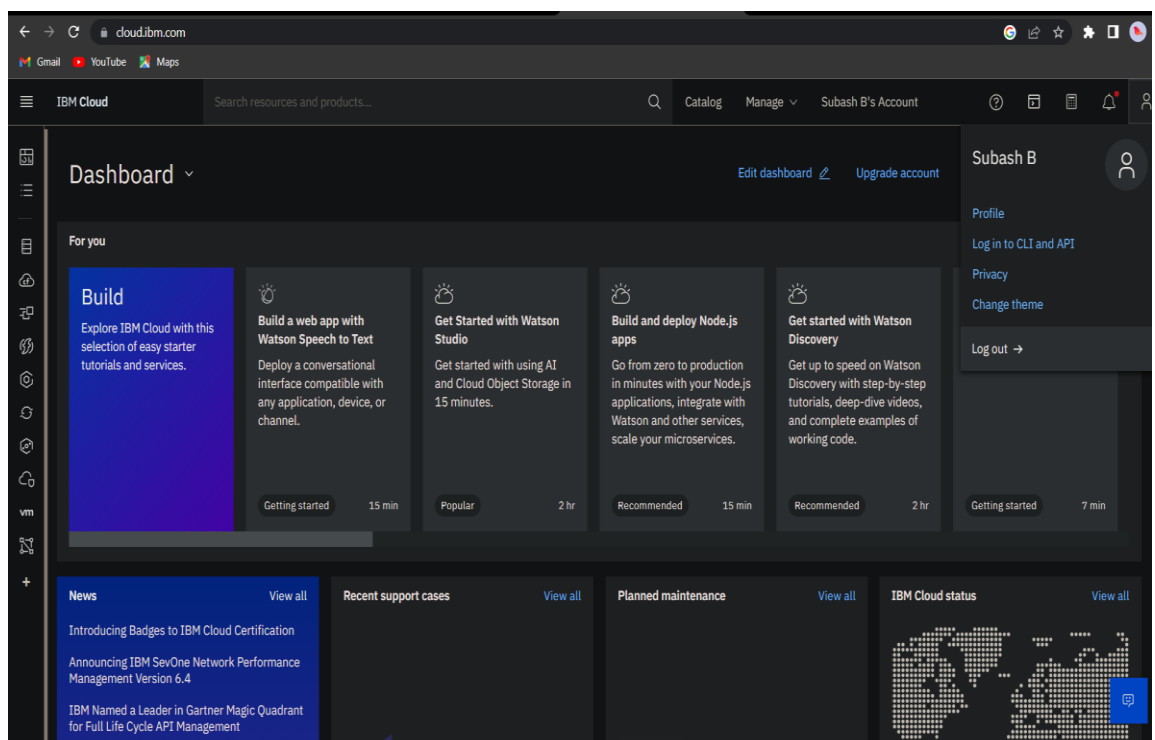 cloud.ibm.com
Gmail YouTube Maps
IBM Cloud Search resources and products... Catalog Manage Subash B's Account
Dashboard
Edit dashboard Upgrade account
Subash B
Profile
Log in to CLI and API
Privacy
Change theme
Log out →
For you
Build
Explore IBM Cloud with this
selection of easy starter
tutorials and services.
Build a web app with
Watson Speech to Text
Deploy a conversational
interface compatible with
any application, device, or
channel.
Getting started 15 min
Get Started with Watson
Studio
Get started with using AI
and Cloud Object Storage in
15 minutes.
Popular 2 hr
Build and deploy Node.js
apps
Go from zero to production
in minutes with your Node.js
applications, integrate with
Watson and other services,
scale your microservices.
Recommended 15 min
Get started with Watson
Discovery
Get up to speed on Watson
Discovery with step-by-step
tutorials, deep-dive videos,
and complete examples of
working code.
Recommended 2 hr
Getting started 7 min
vm
News View all
Introducing Badges to IBM Cloud Certification
Announcing IBM SevOne Network Performance
Management Version 6.4
IBM Named a Leader in Gartner Magic Quadrant
for Full Life Cycle API Management
Recent support cases View all
Planned maintenance View all
IBM Cloud status View all